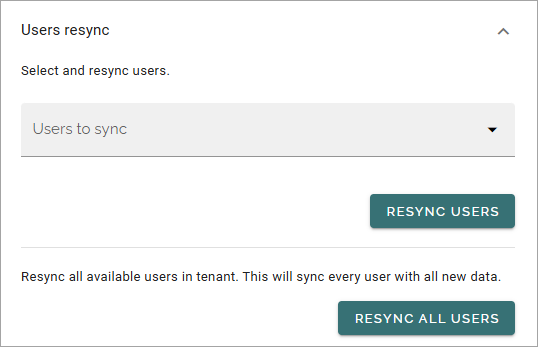 Users resync
Select and resync users.
Users to sync
RESYNC USERS
Resync all available users in tenant. This will sync every user with all new data.
RESYNC ALL USERS